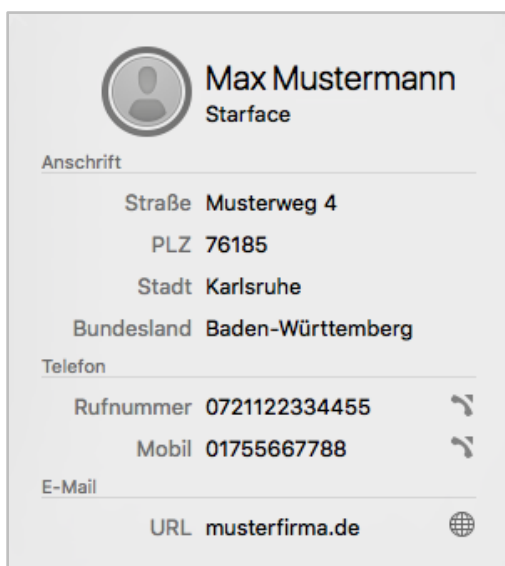 Max Mustermann
Starface
Anschrift
Straße Musterweg 4
PLZ 76185
Stadt Karlsruhe
Bundesland Baden-Württemberg
Telefon
Rufnummer 0721122334455
Mobil 01755667788
E-Mail
URL musterfirma.de